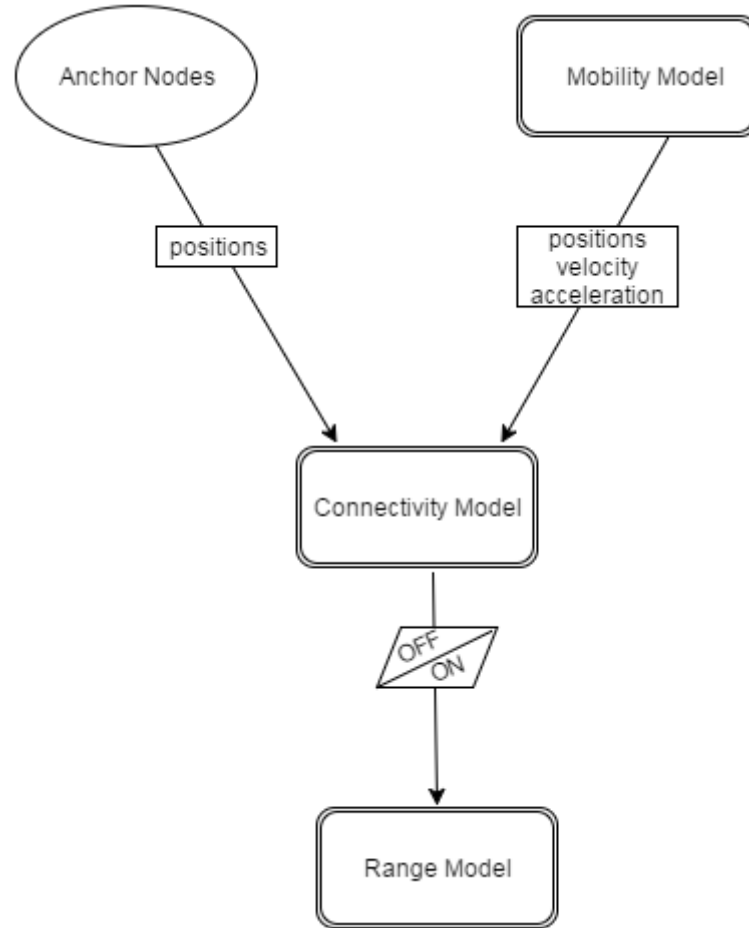 Anchor Nodes
Mobility Model
positions
positions
velocity
acceleration
Connectivity Model
OFF
ON
Range Model